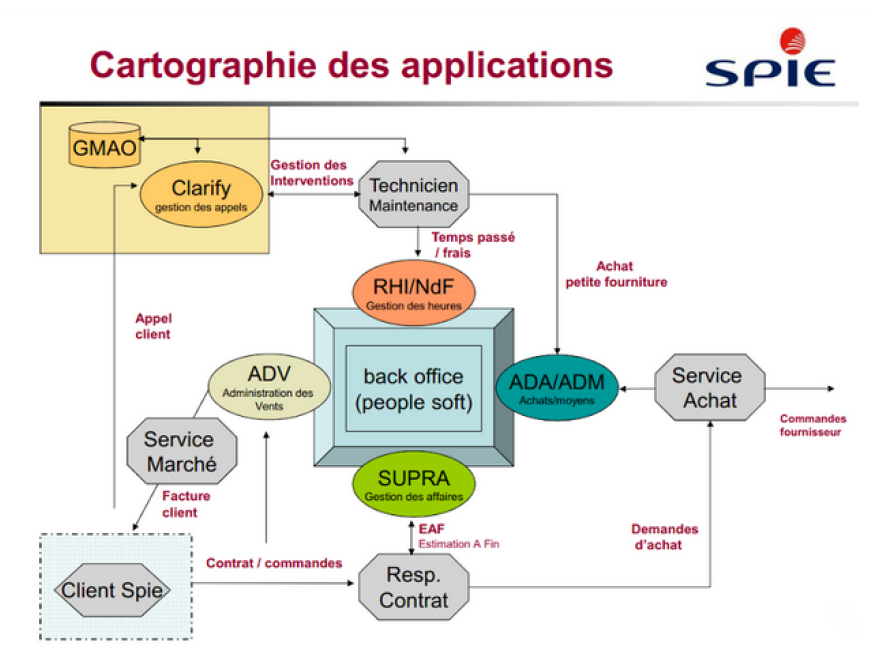 Cartographie des applications
SPIE
GMAO
Clarify
gestion des appels
Gestion des
Interventions
Technicien
Maintenance
Temps passé
/ frais
Achat
petite fourniture
RHI/NdF
Gestion des heures
Appel
client
ADV
Administration des
Vents
back office
(people soft)
ADA/ADM
Achats/moyens
Service
Achat
Commandes
fournisseur
Service
Marché
SUPRA
Gestion des affaires
Facture
client
EAF
Estimation A Fin
Demandes
d'achat
Contrat / commandes
Client Spie
Resp.
Contrat